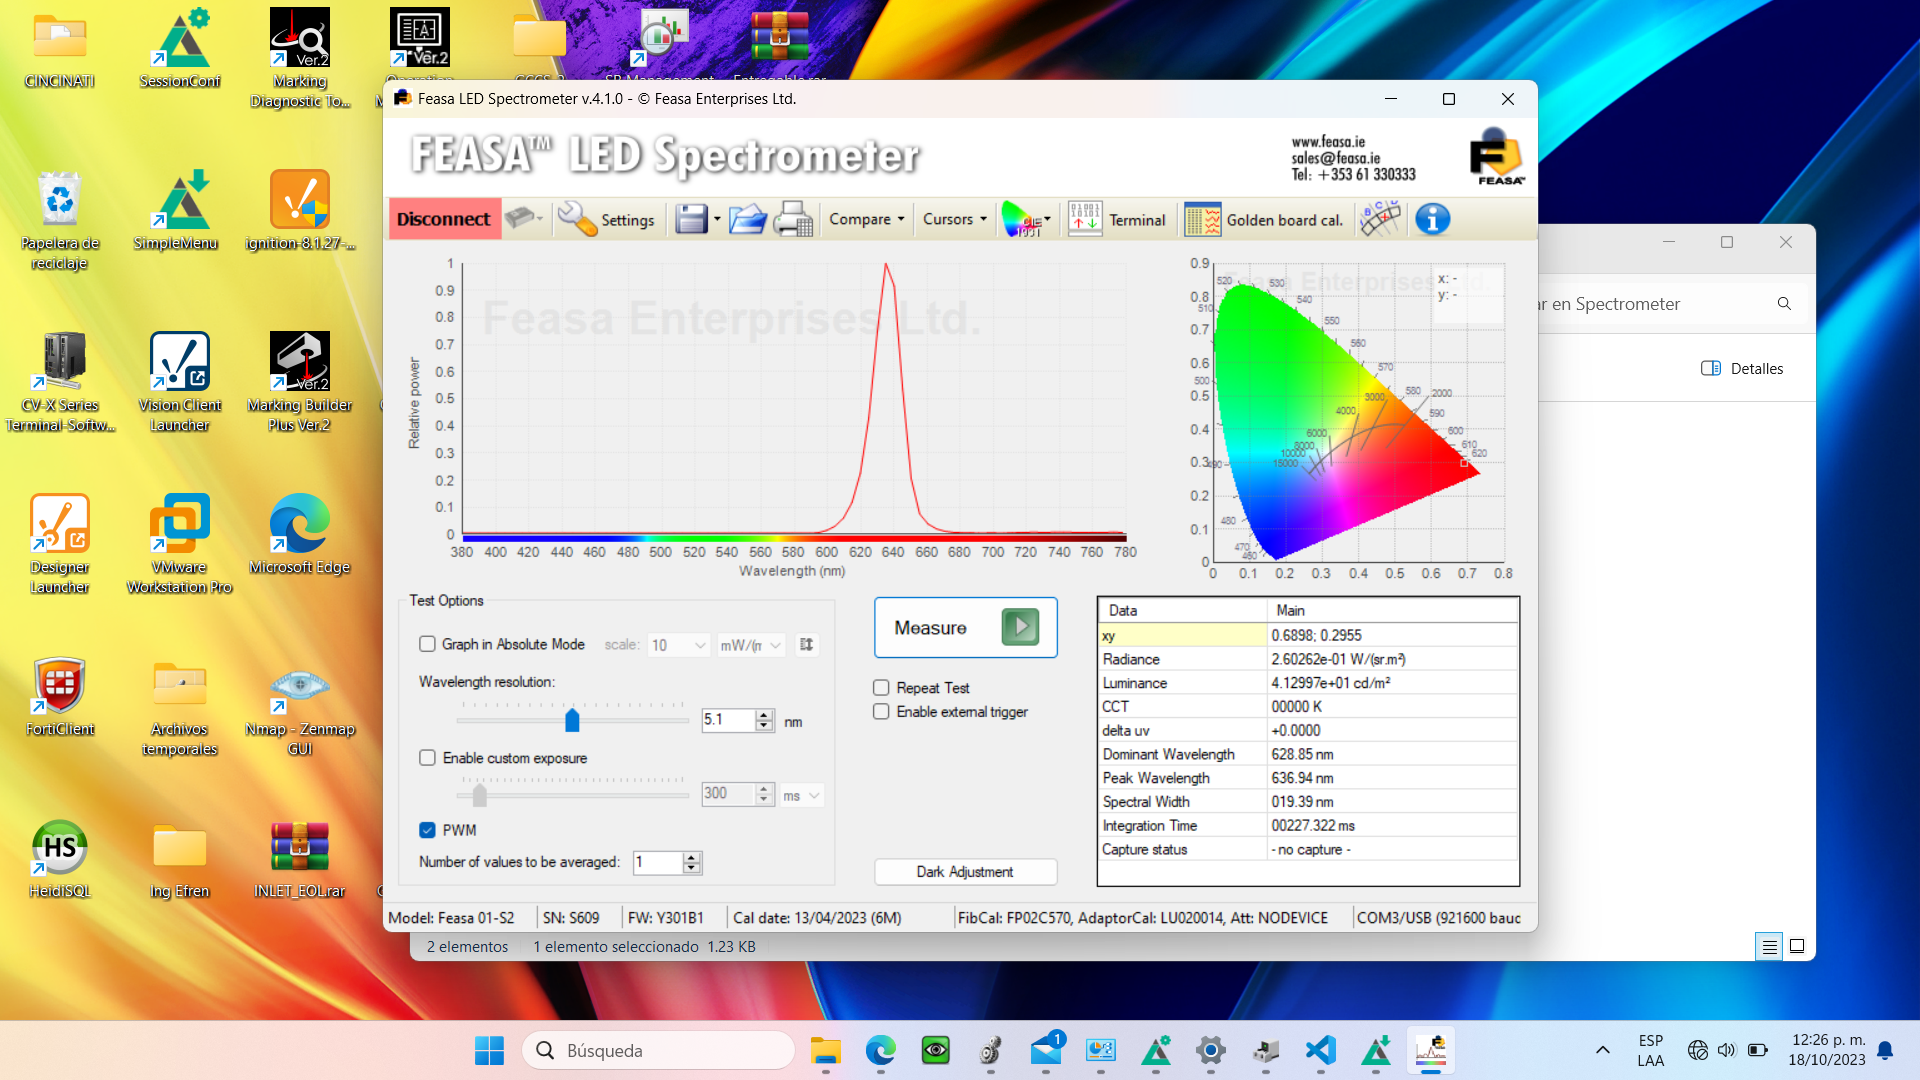 CINCINATI
SessionConf
Marking
Diagnostic To...
Ver.2
Ver.2
Entregable.rar
Papelera de
reciclaje
SimpleMenu
ignition-8.1.27-...
CV-X Series
Terminal-Softw...
Vision Client
Launcher
Marking Builder
Plus Ver.2
Ver.2
Designer
Launcher
VMware
Workstation Pro
Microsoft Edge
FortiClient
Archivos
temporales
Nmap - Zenmap
GUI
HS
HeidiSQL
Ing Efren
INLET_EOL.rar
Feasa LED Spectrometer v.4.1.0 - © Feasa Enterprises Ltd.
FEASA™ LED Spectrometer
www.feasa.ie
sales@feasa.ie
Tel: +353 61 330333
FEASA™
Disconnect
Settings
Compare
Cursors
CIE
1931
Terminal
Golden board cal.
Feasa Enterprises Ltd.
Relative power
1
0.9
0.8
0.7
0.6
0.5
0.4
0.3
0.2
0.1
0
380 400 420 440 460 480 500 520 540 560 580 600 620 640 660 680 700 720 740 760 780
Wavelength (nm)
Feasa Enterprises Ltd.
x: -
y: -
0.9
0.8
0.7
0.6
0.5
0.4
0.3
0.2
0.1
0
0 0.1 0.2 0.3 0.4 0.5 0.6 0.7 0.8
520
530
510
540
550
560
570
500
580
2000
3000
4000
590
600
6000
610
8000
10000
620
15000
490
480
470
460
Test Options
Graph in Absolute Mode scale: 10 mW/(m
Wavelength resolution:
5.1 nm
Enable custom exposure
300 ms
PWM
Number of values to be averaged: 1
Measure
Repeat Test
Enable external trigger
Dark Adjustment
Data Main
xy 0.6898; 0.2955
Radiance 2.60262e-01 W/(sr.m²)
Luminance 4.12997e+01 cd/m²
CCT 00000 K
delta uv +0.0000
Dominant Wavelength 628.85 nm
Peak Wavelength 636.94 nm
Spectral Width 019.39 nm
Integration Time 00227.322 ms
Capture status - no capture -
Model: Feasa 01-S2 SN: S609 FW: Y301B1 Cal date: 13/04/2023 (6M) FibCal: FP02C570, AdaptorCal: LU020014, Att: NODEVICE COM3/USB (921600 bauc
ar en Spectrometer
Detalles
2 elementos 1 elemento seleccionado 1.23 KB
Búsqueda
1
ESP
LAA
12:26 p. m.
18/10/2023